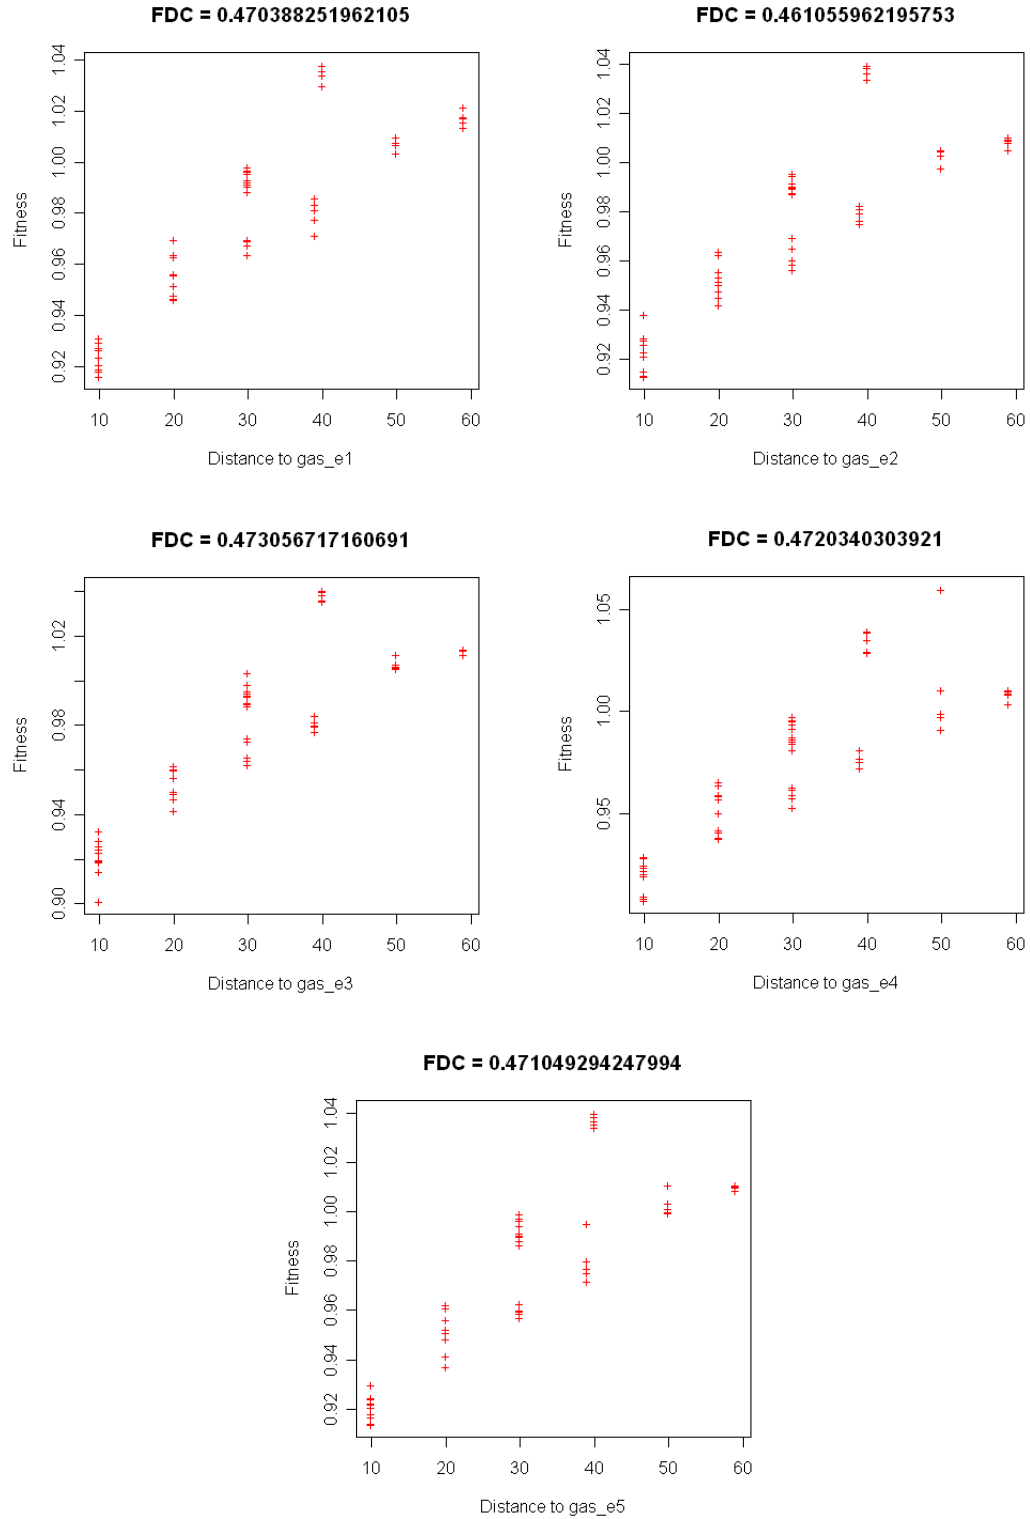 FDC = 0.470388251962105
Fitness
1.04
1.02
1.00
0.98
0.96
0.94
0.92
10 20 30 40 50 60
Distance to gas_e1
FDC = 0.461055962195753
Fitness
1.04
1.02
1.00
0.98
0.96
0.94
0.92
10 20 30 40 50 60
Distance to gas_e2
FDC = 0.473056717160691
Fitness
1.02
0.98
0.94
0.90
10 20 30 40 50 60
Distance to gas_e3
FDC = 0.4720340303921
Fitness
1.05
1.00
0.95
10 20 30 40 50 60
Distance to gas_e4
FDC = 0.471049294247994
Fitness
1.04
1.02
1.00
0.98
0.96
0.94
0.92
10 20 30 40 50 60
Distance to gas_e5